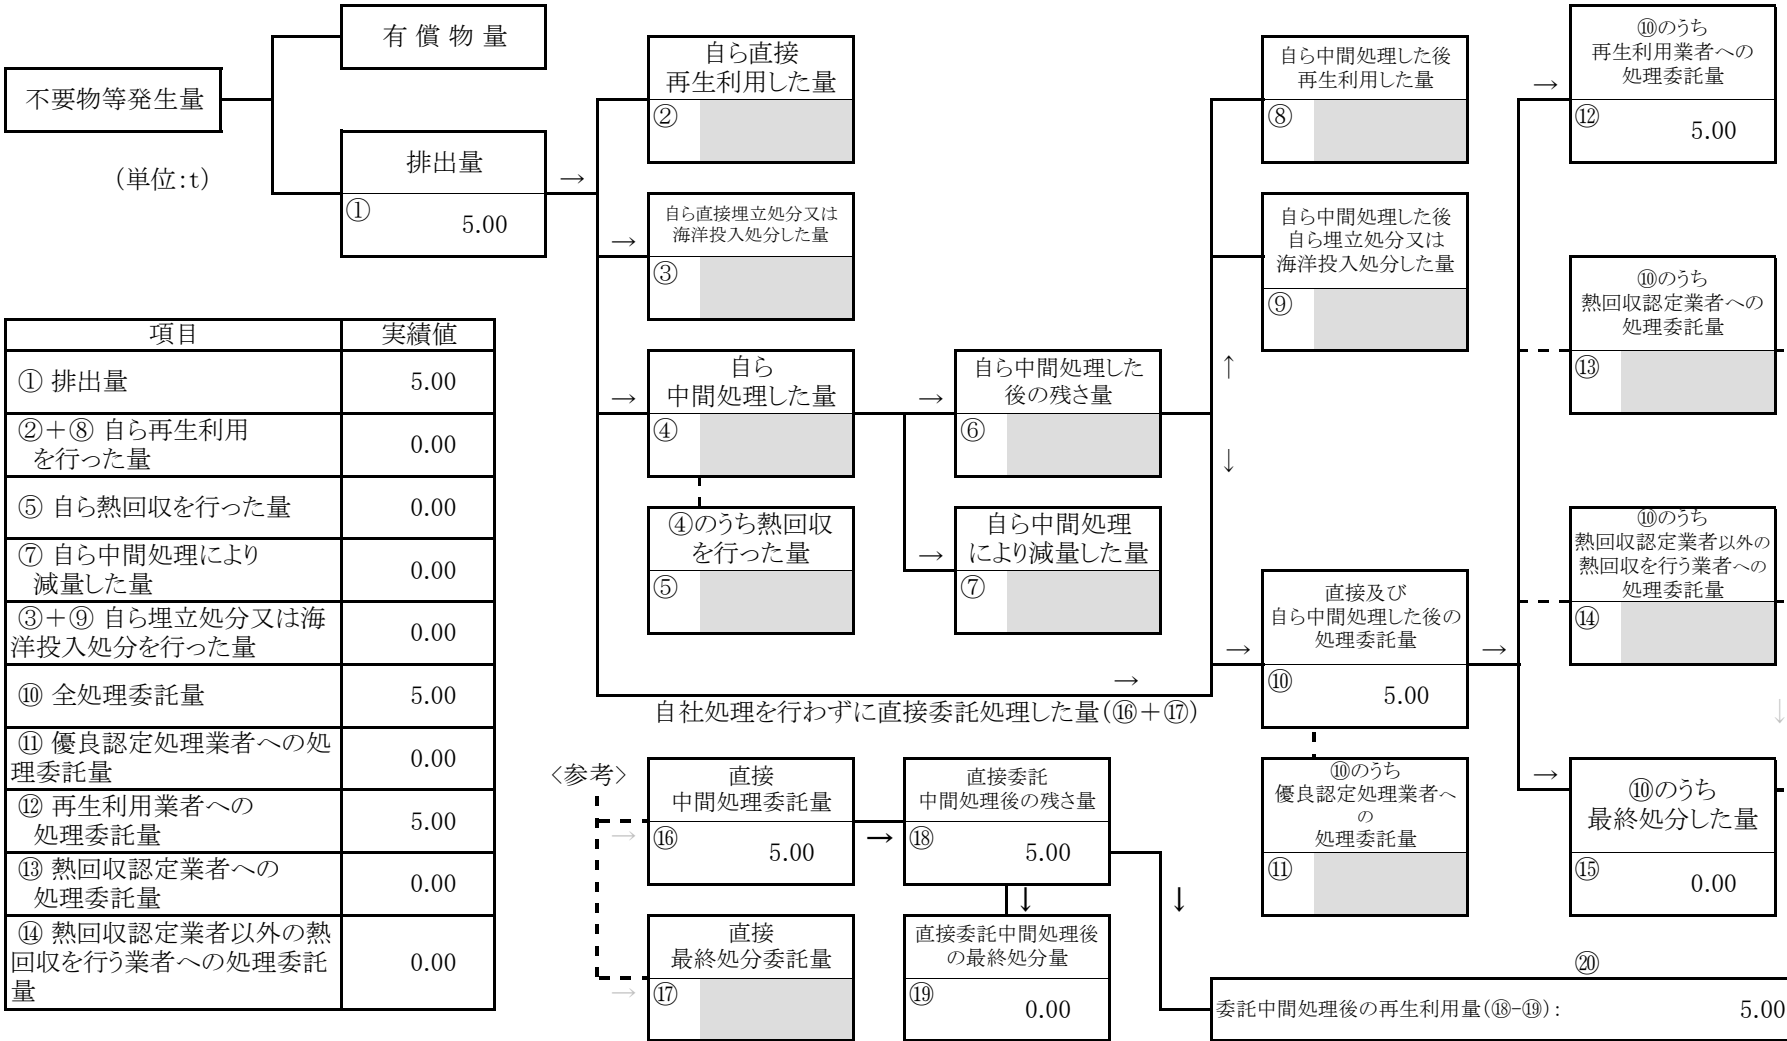 不要物等発生量
(単位:t)
有 償 物 量
排出量
①
5.00
→
自ら直接
再生利用した量
②
→
自ら直接埋立処分又は
海洋投入処分した量
③
→
自ら
中間処理した量
④
④のうち熱回収
を行った量
⑤
→
自ら中間処理した
後の残さ量
⑥
→
自ら中間処理
により減量した量
⑦
→
自社処理を行わずに直接委託処理した量(⑯+⑰)
↑
↓
自ら中間処理した後
再生利用した量
⑧
自ら中間処理した後
自ら埋立処分又は
海洋投入処分した量
⑨
→
直接及び
自ら中間処理した後の
処理委託量
⑩
5.00
→
⑩のうち
優良認定処理業者へ
の
処理委託量
⑪
→
⑩のうち
再生利用業者への
処理委託量
⑫
5.00
⑩のうち
熱回収認定業者への
処理委託量
⑬
⑩のうち
熱回収認定業者以外の
熱回収を行う業者への
処理委託量
⑭
↓
→
⑩のうち
最終処分した量
⑮
0.00
項目 実績値
① 排出量 5.00
②+⑧ 自ら再生利用
を行った量 0.00
⑤ 自ら熱回収を行った量 0.00
⑦ 自ら中間処理により
減量した量 0.00
③+⑨ 自ら埋立処分又は海
洋投入処分を行った量 0.00
⑩ 全処理委託量 5.00
⑪ 優良認定処理業者への処
理委託量 0.00
⑫ 再生利用業者への
処理委託量 5.00
⑬ 熱回収認定業者への
処理委託量 0.00
⑭ 熱回収認定業者以外の熱
回収を行う業者への処理委託
量 0.00
<参考>
→
直接
中間処理委託量
⑯
5.00
→
直接委託
中間処理後の残さ量
⑱
5.00
→
直接
最終処分委託量
⑰
↓
直接委託中間処理後
の最終処分量
⑲
0.00
↓
⑳
委託中間処理後の再生利用量(⑱-⑲): 5.00